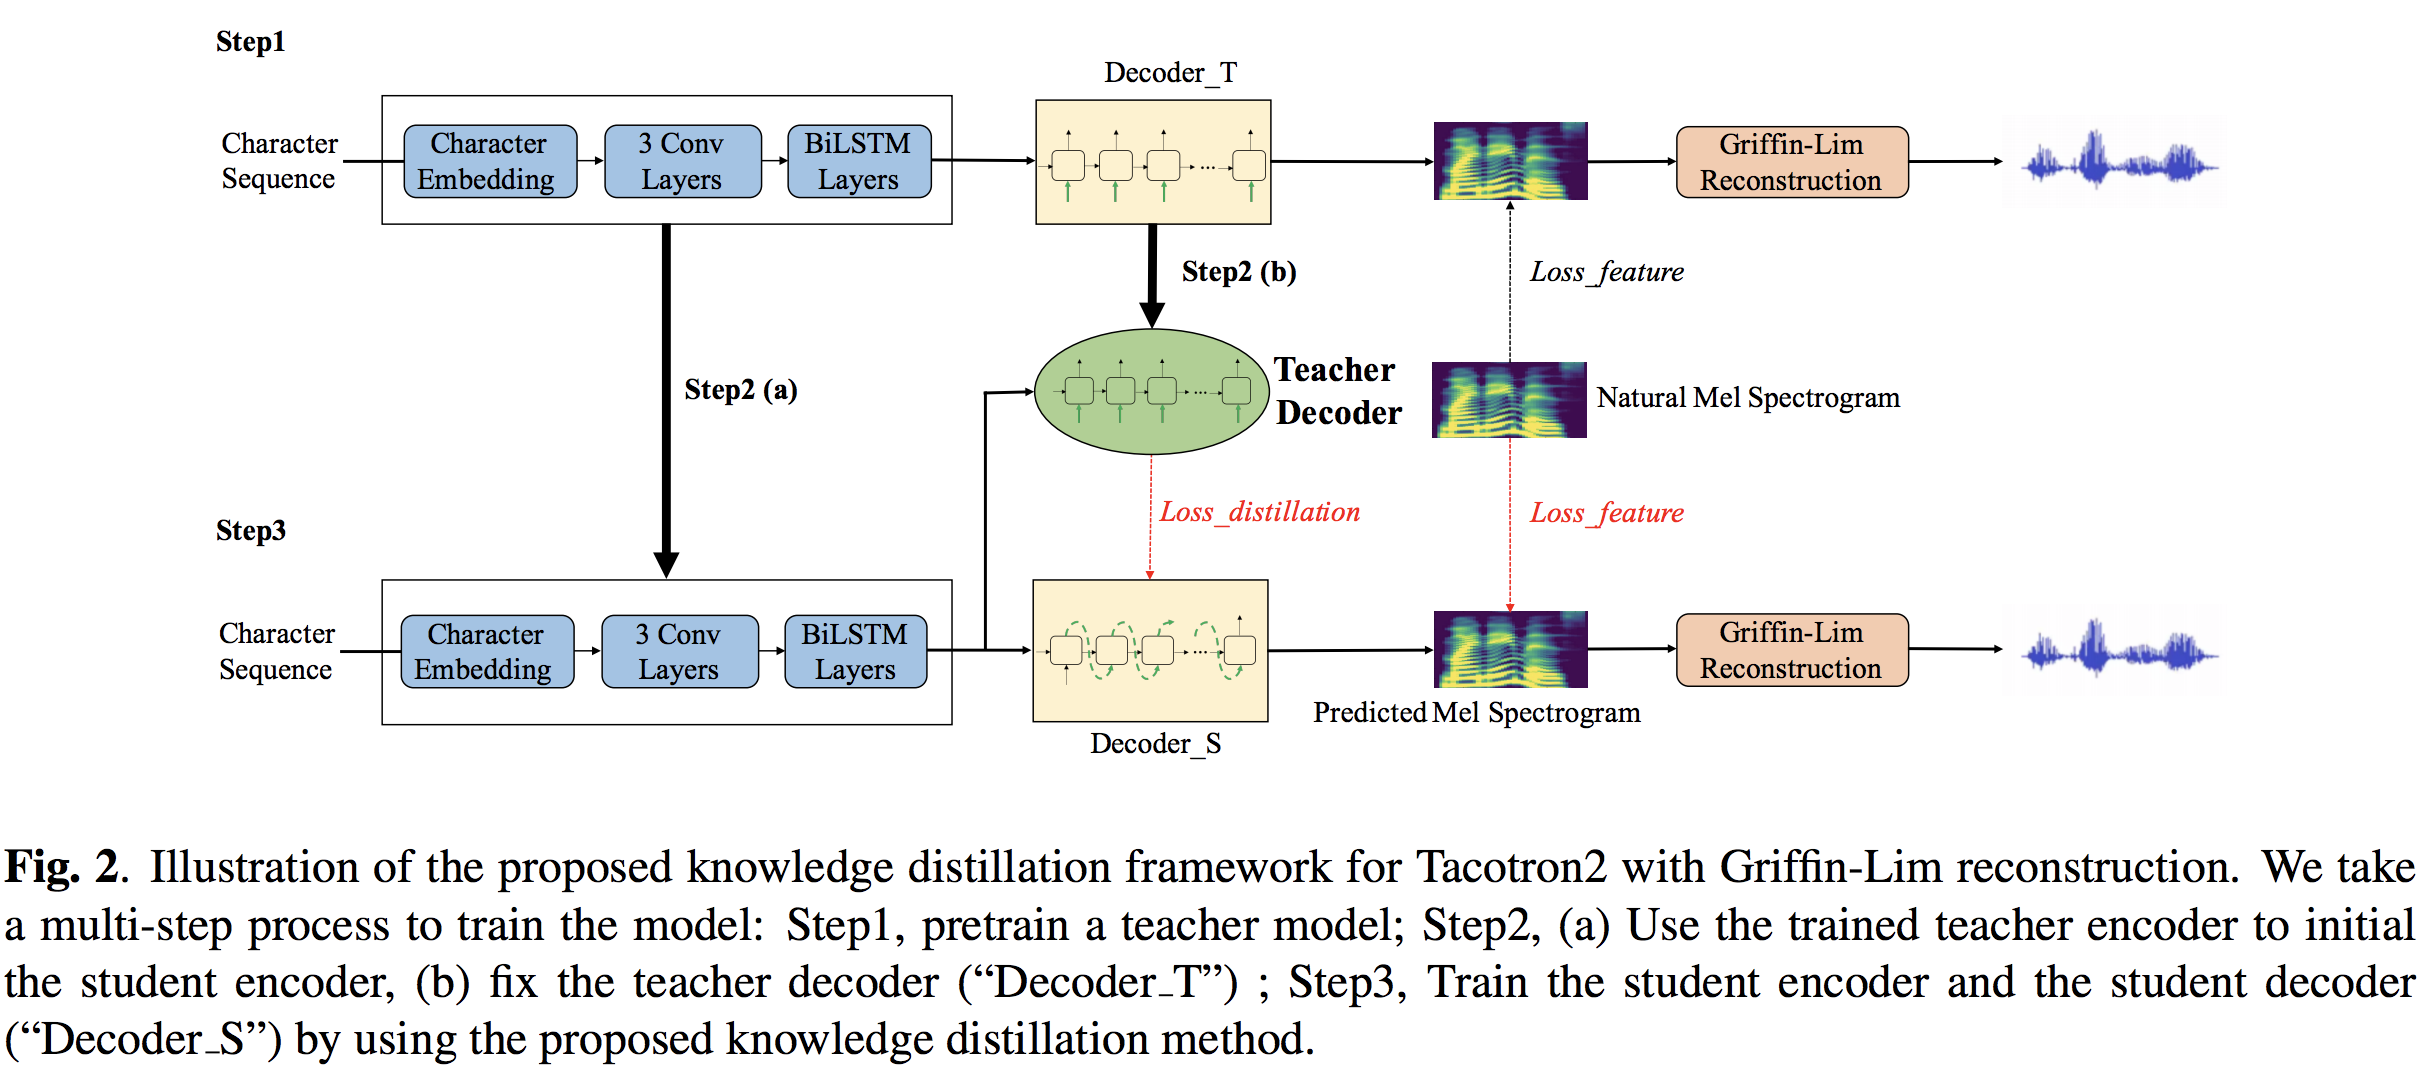 Step1
Decoder_T
Character
Sequence
Character
Embedding
3 Conv
Layers
BiLSTM
Layers
Griffin-Lim
Reconstruction
Step2 (b)
Loss_feature
Step2 (a)
Teacher
Decoder
Natural Mel Spectrogram
Loss_distillation
Loss_feature
Step3
Character
Sequence
Character
Embedding
3 Conv
Layers
BiLSTM
Layers
Griffin-Lim
Reconstruction
Predicted Mel Spectrogram
Decoder_S
Fig. 2. Illustration of the proposed knowledge distillation framework for Tacotron2 with Griffin-Lim reconstruction. We take
a multi-step process to train the model: Step1, pretrain a teacher model; Step2, (a) Use the trained teacher encoder to initial
the student encoder, (b) fix the teacher decoder (“Decoder_T”) ; Step3, Train the student encoder and the student decoder
(“Decoder_S”) by using the proposed knowledge distillation method.